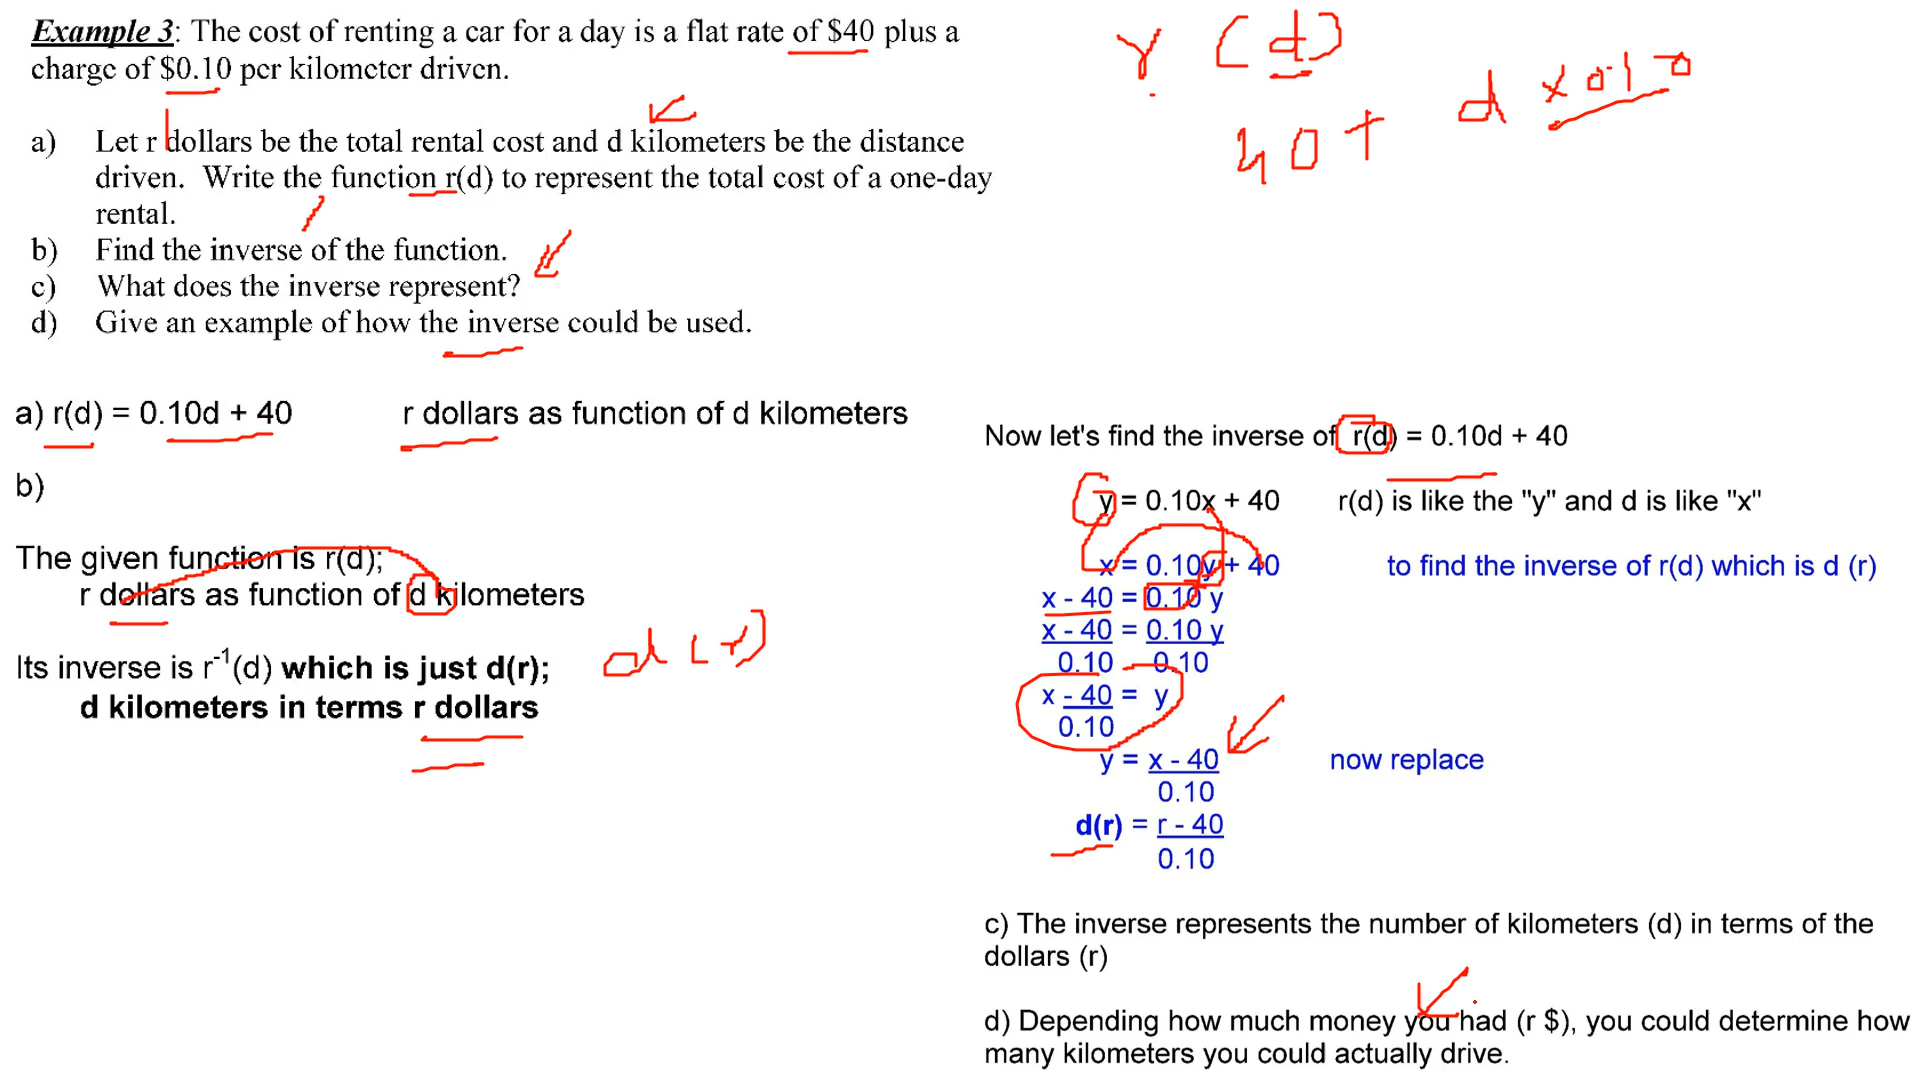 Example 3: The cost of renting a car for a day is a flat rate of $40 plus a
charge of $0.10 per kilometer driven.
a) Let r dollars be the total rental cost and d kilometers be the distance
driven. Write the function r(d) to represent the total cost of a one-day
rental.
b) Find the inverse of the function.
c) What does the inverse represent?
d) Give an example of how the inverse could be used.
r (d)
40 + d x 0.10
a) r(d) = 0.10d + 40 r dollars as function of d kilometers
b)
The given function is r(d);
r dollars as function of d kilometers
Its inverse is r⁻¹(d) which is just d(r);
d kilometers in terms r dollars
d (r)
Now let's find the inverse of r(d) = 0.10d + 40
y = 0.10x + 40 r(d) is like the "y" and d is like "x"
x = 0.10y + 40 to find the inverse of r(d) which is d (r)
x - 40 = 0.10 y
x - 40 = 0.10 y
0.10 0.10
x - 40 = y
0.10
y = x - 40 now replace
0.10
d(r) = r - 40
0.10
c) The inverse represents the number of kilometers (d) in terms of the
dollars (r)
d) Depending how much money you had (r $), you could determine how
many kilometers you could actually drive.